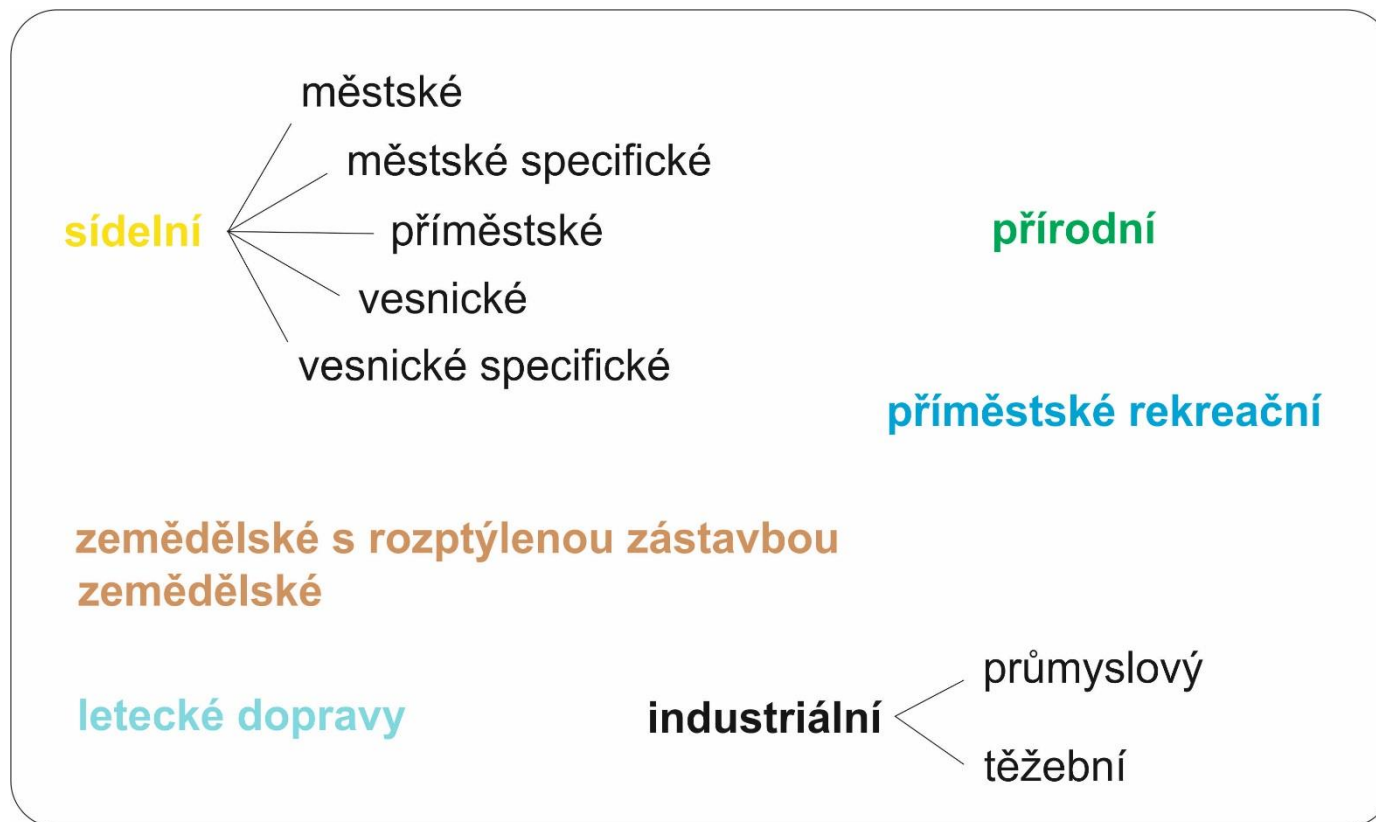 městské
městské specifické
sídelní
příměstské
vesnické
vesnické specifické
přírodní
příměstské rekreační
zemědělské s rozptýlenou zástavbou
zemědělské
letecké dopravy
industriální
průmyslový
těžební